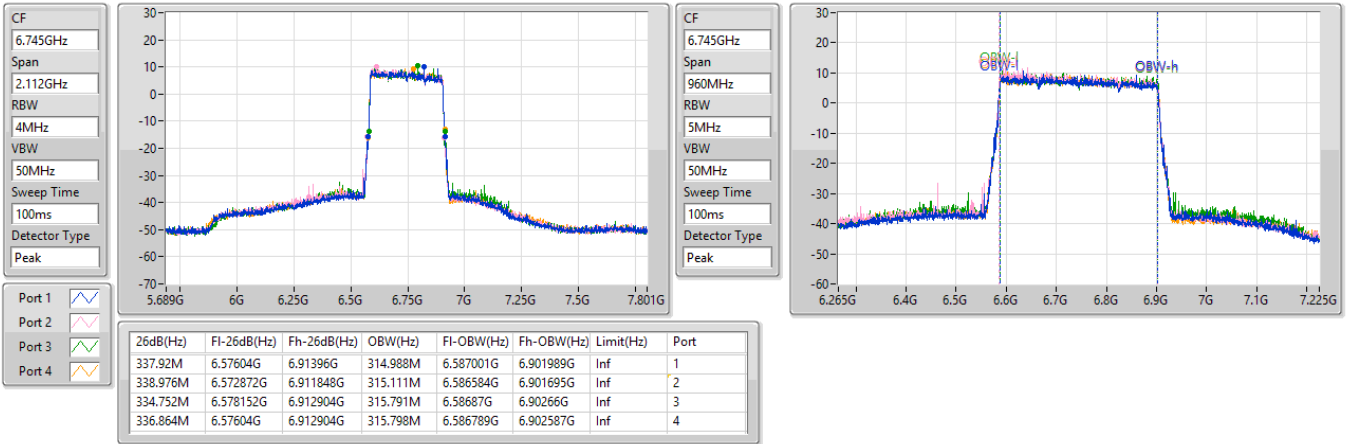 CF
6.745GHz
Span
2.112GHz
RBW
4MHz
VBW
50MHz
Sweep Time
100ms
Detector Type
Peak
30
20
10
0
-10
-20
-30
-40
-50
-60
-70
5.689G 6G 6.25G 6.5G 6.75G 7G 7.25G 7.5G 7.801G
CF
6.745GHz
Span
960MHz
RBW
5MHz
VBW
50MHz
Sweep Time
100ms
Detector Type
Peak
30
20
10
0
-10
-20
-30
-40
-50
-60
OBW-l
OBW-h
6.265G 6.4G 6.5G 6.6G 6.7G 6.8G 6.9G 7G 7.1G 7.225G
Port 1
Port 2
Port 3
Port 4
26dB(Hz) Fl-26dB(Hz) Fh-26dB(Hz) OBW(Hz) Fl-OBW(Hz) Fh-OBW(Hz) Limit(Hz) Port
337.92M 6.57604G 6.91396G 314.988M 6.587001G 6.901989G Inf 1
338.976M 6.572872G 6.911848G 315.111M 6.586584G 6.901695G Inf 2
334.752M 6.578152G 6.912904G 315.791M 6.58687G 6.90266G Inf 3
336.864M 6.57604G 6.912904G 315.798M 6.586789G 6.902587G Inf 4